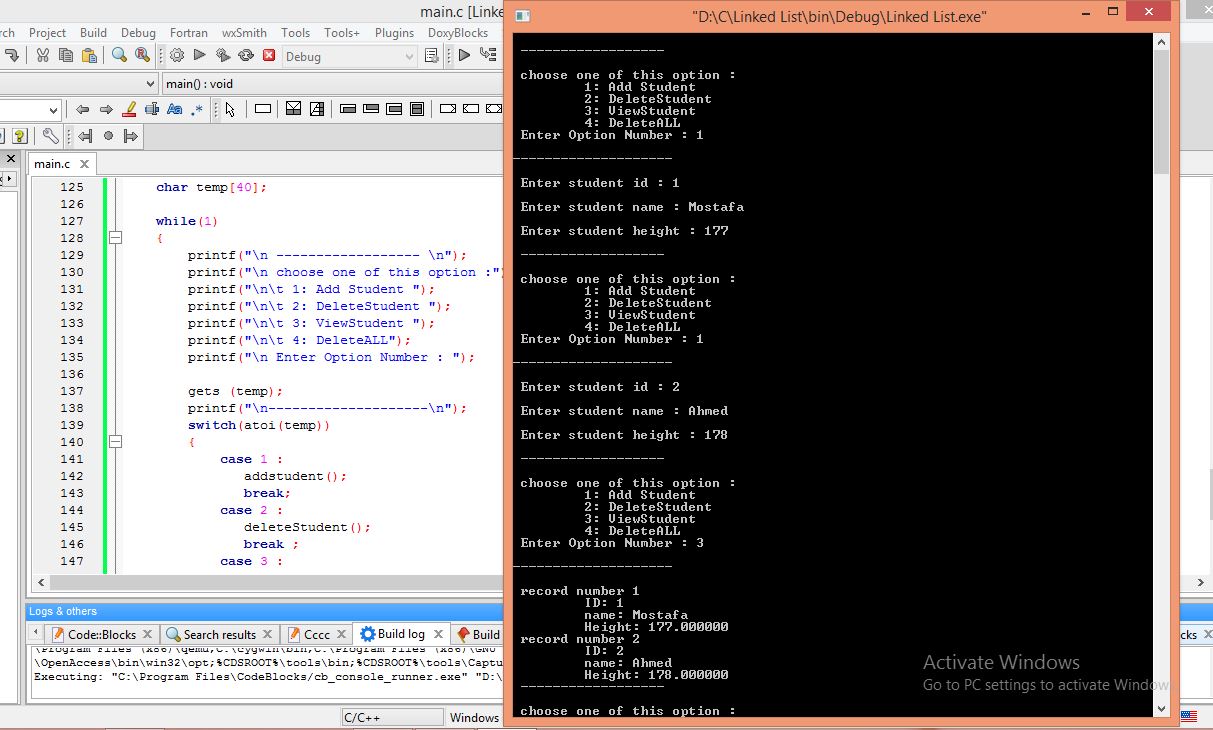 main.c [Linke
rch Project Build Debug Fortran wxSmith Tools Tools+ Plugins DoxyBlocks
Debug
main() : void
main.c
125 char temp[40];
126
127 while(1)
128 {
129 printf("\n ------------------ \n");
130 printf("\n choose one of this option :")
131 printf("\n\t 1: Add Student ");
132 printf("\n\t 2: DeleteStudent ");
133 printf("\n\t 3: ViewStudent ");
134 printf("\n\t 4: DeleteALL");
135 printf("\n Enter Option Number : ");
136
137 gets (temp);
138 printf("\n--------------------\n");
139 switch(atoi(temp))
140 {
141 case 1 :
142 addstudent();
143 break;
144 case 2 :
145 deleteStudent();
146 break ;
147 case 3 :
Logs & others
Code::Blocks Search results Cccc Build log Build
\Program Files (x86)\qemu;C:\cygwin\bin;C:\Program Files (x86)\GNU
\OpenAccess\bin\win32\opt;%CDSROOT%\tools\bin;%CDSROOT%\tools\Captu
Executing: "C:\Program Files\CodeBlocks/cb_console_runner.exe" "D:\
C/C++ Windows
"D:\C\Linked List\bin\Debug\Linked List.exe"
------------------
choose one of this option :
1: Add Student
2: DeleteStudent
3: ViewStudent
4: DeleteALL
Enter Option Number : 1
--------------------
Enter student id : 1
Enter student name : Mostafa
Enter student height : 177
------------------
choose one of this option :
1: Add Student
2: DeleteStudent
3: ViewStudent
4: DeleteALL
Enter Option Number : 1
--------------------
Enter student id : 2
Enter student name : Ahmed
Enter student height : 178
------------------
choose one of this option :
1: Add Student
2: DeleteStudent
3: ViewStudent
4: DeleteALL
Enter Option Number : 3
--------------------
record number 1
ID: 1
name: Mostafa
Height: 177.000000
record number 2
ID: 2
name: Ahmed
Height: 178.000000
------------------
choose one of this option :
Activate Windows
Go to PC settings to activate Window
cks